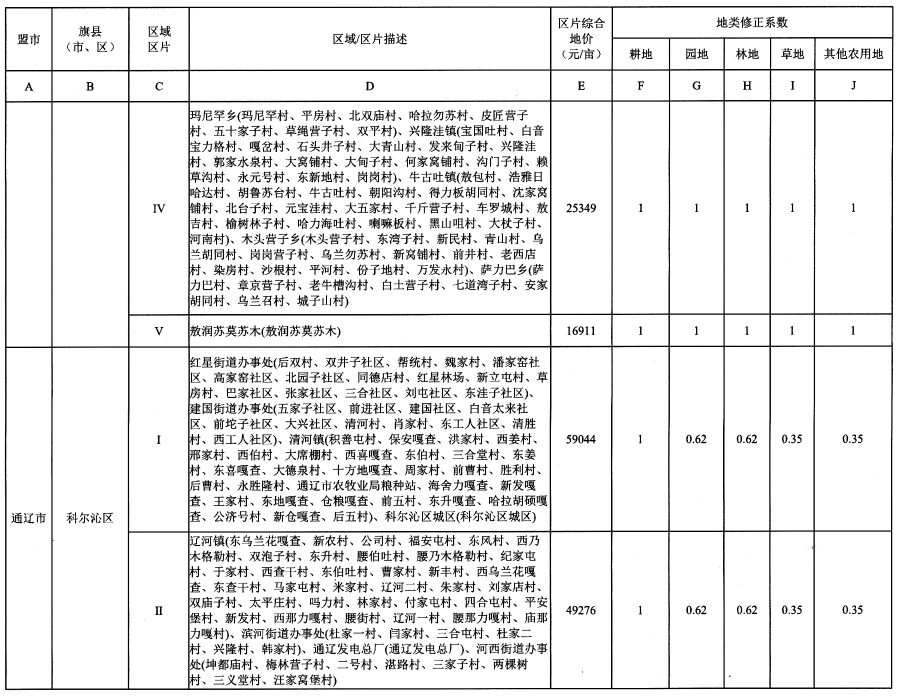 盟市
旗县
（市、区）
区域
区片
区域/区片描述
区片综合
地价
（元/亩）
地类修正系数
耕地
园地
林地
草地
其他农用地
A
B
C
D
E
F
G
H
I
J
IV
玛尼罕乡(玛尼罕村、平房村、北双庙村、哈拉勿苏村、皮匠营子
村、五十家子村、草绳营子村、双平村)、兴隆洼镇(宝国吐村、白音
宝力格村、嘎岔村、石头井子村、大青山村、发来甸子村、兴隆洼
村、郭家水泉村、大窝铺村、大甸子村、何家窝铺村、沟门子村、赖
草沟村、永元号村、东新地村、岗岗村)、牛古吐镇(敖包村、浩雅日
哈达村、胡鲁苏台村、牛古吐村、朝阳沟村、得力板胡同村、沈家窝
铺村、北台子村、元宝洼村、大五家村、千斤营子村、车罗城村、敖
吉村、榆树林子村、哈力海吐村、喇嘛板村、黑山咀村、大杖子村、
河南村)、木头营子乡(木头营子村、东湾子村、新民村、青山村、乌
兰胡同村、岗岗营子村、乌兰勿苏村、新窝铺村、前井村、老西店
村、染房村、沙根村、平河村、份子地村、万发永村)、萨力巴乡(萨
力巴村、章京营子村、老牛槽沟村、白土营子村、七道湾子村、安家
胡同村、乌兰召村、城子山村)
25349
1
1
1
1
1
V
敖润苏莫苏木(敖润苏莫苏木)
16911
1
1
1
1
1
通辽市
科尔沁区
I
红星街道办事处(后双村、双井子社区、帮统村、魏家村、潘家窑社
区、高家窑社区、北园子社区、同德店村、红星林场、新立屯村、草
房村、巴家社区、张家社区、三合社区、刘屯社区、东洼子社区)、
建国街道办事处(五家子社区、前进社区、建国社区、白音太来社
区、前坨子社区、大兴社区、清河村、肖家村、东工人社区、清胜
村、西工人社区)、清河镇(积善屯村、保安嘎查、洪家村、西姜村、
邢家村、西伯村、大席棚村、西喜嘎查、东伯村、三合堂村、东姜
村、东喜嘎查、大德泉村、十方地嘎查、周家村、前曹村、胜利村、
后曹村、永胜隆村、通辽市农牧业局粮种站、海舍力嘎查、新发嘎
查、王家村、东地嘎查、仓粮嘎查、前五村、东升嘎查、哈拉胡硕嘎
查、公济号村、新仓嘎查、后五村)、科尔沁区城区(科尔沁区城区)
59044
1
0.62
0.62
0.35
0.35
II
辽河镇(东乌兰花嘎查、新农村、公司村、福安屯村、东风村、西乃
木格勒村、双泡子村、东升村、腰伯吐村、腰乃木格勒村、纪家屯
村、于家村、西查干村、东伯吐村、曹家村、新丰村、西乌兰花嘎
查、东查干村、马家屯村、米家村、辽河二村、朱家村、刘家店村、
双庙子村、太平庄村、吗力村、林家村、付家屯村、四合屯村、平安
堡村、新发村、西那力嘎村、腰街村、辽河一村、腰那力嘎村、庙那
力嘎村)、滨河街道办事处(杜家一村、闫家村、三合屯村、杜家二
村、兴隆村、韩家村)、通辽发电总厂(通辽发电总厂)、河西街道办事
处(坤都庙村、梅林营子村、二号村、湛路村、三家子村、两棵树
村、三义堂村、汪家窝堡村)
49276
1
0.62
0.62
0.35
0.35